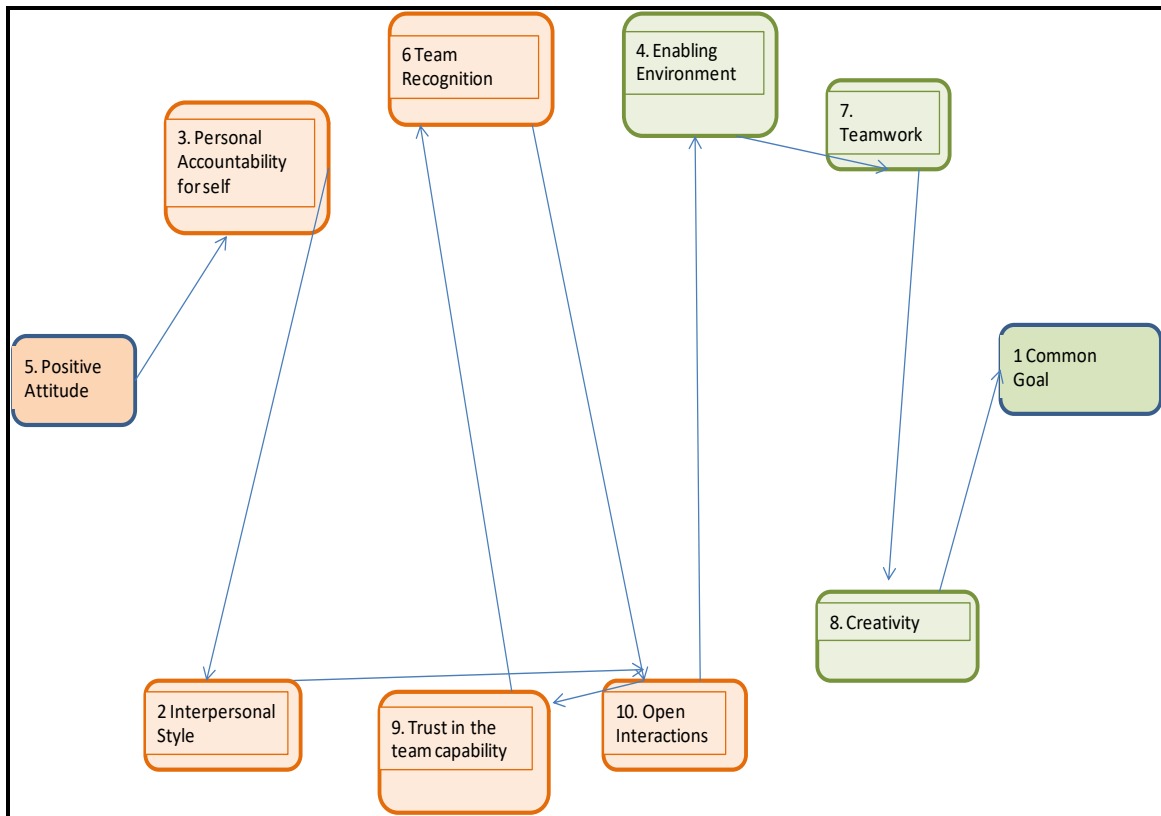 6 Team
Recognition
4. Enabling
Environment
7.
Teamwork
3. Personal
Accountability
for self
5. Positive
Attitude
1 Common
Goal
8. Creativity
2 Interpersonal
Style
9. Trust in the
team capability
10. Open
Interactions